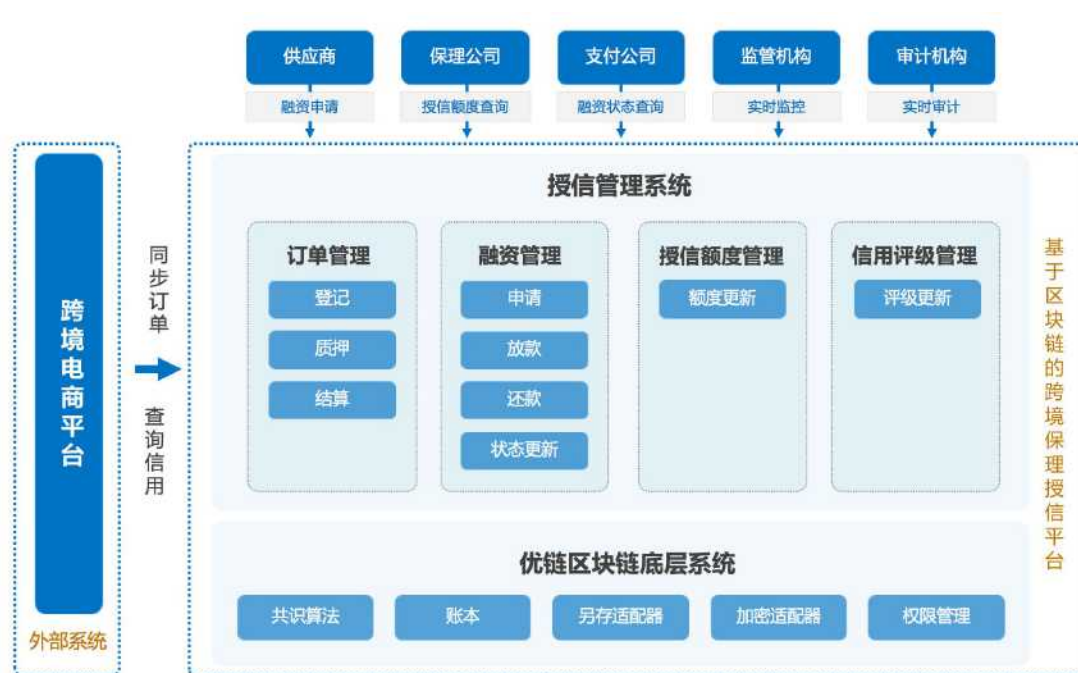 供应商
保理公司
支付公司
监管机构
审计机构
融资申请
授信额度查询
融资状态查询
实时监控
实时审计
跨境电商平台
外部系统
同步订单
查询信用
授信管理系统
订单管理
登记
质押
结算
融资管理
申请
放款
还款
状态更新
授信额度管理
额度更新
信用评级管理
评级更新
优链区块链底层系统
共识算法
账本
另存适配器
加密适配器
权限管理
基于区块链的跨境保理授信平台